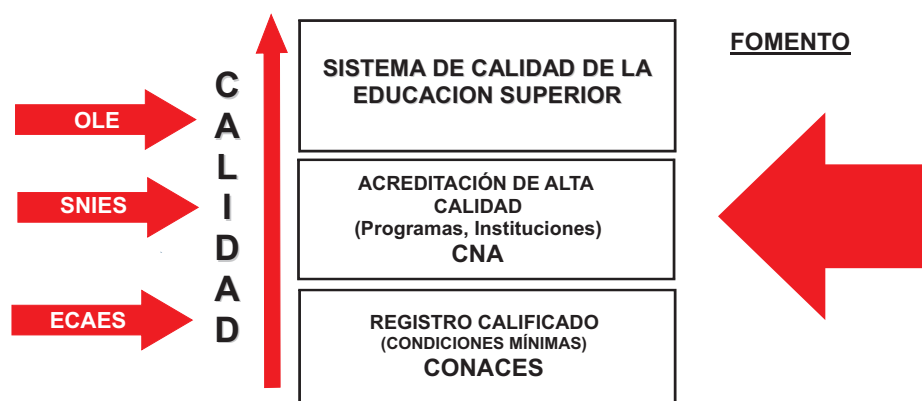 OLE
SNIES
ECAES
CALIDAD
SISTEMA DE CALIDAD DE LA
EDUCACION SUPERIOR
ACREDITACIÓN DE ALTA
CALIDAD
(Programas, Instituciones)
CNA
REGISTRO CALIFICADO
(CONDICIONES MÍNIMAS)
CONACES
FOMENTO